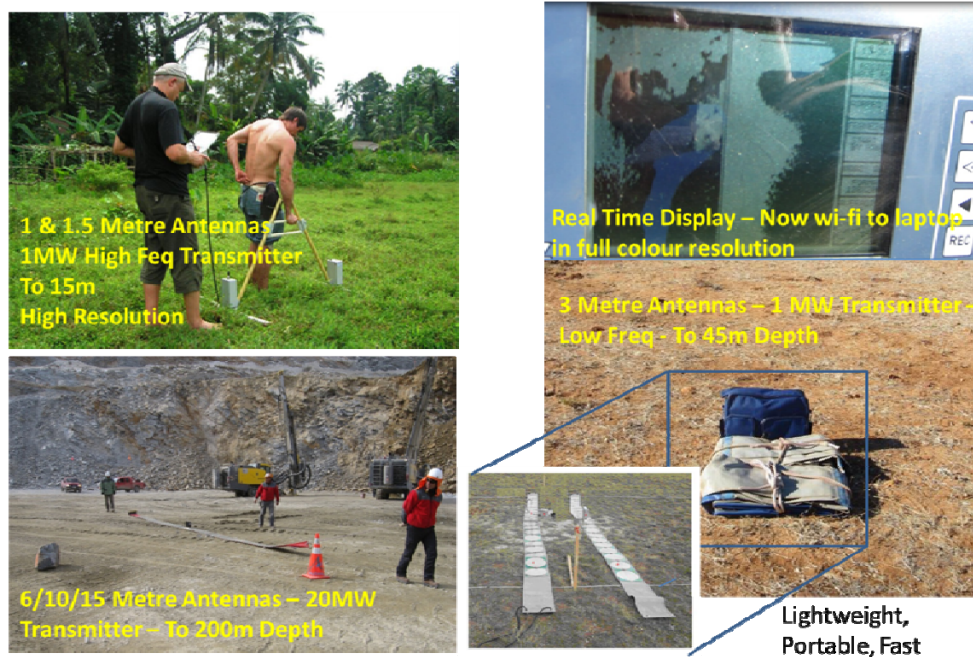 1 & 1.5 Metre Antennas
1MW High Feq Transmitter
To 15m
High Resolution
Real Time Display – Now wi-fi to laptop
in full colour resolution
REC
3 Metre Antennas – 1 MW Transmitter -
Low Freq - To 45m Depth
6/10/15 Metre Antennas – 20MW
Transmitter – To 200m Depth
Lightweight,
Portable, Fast